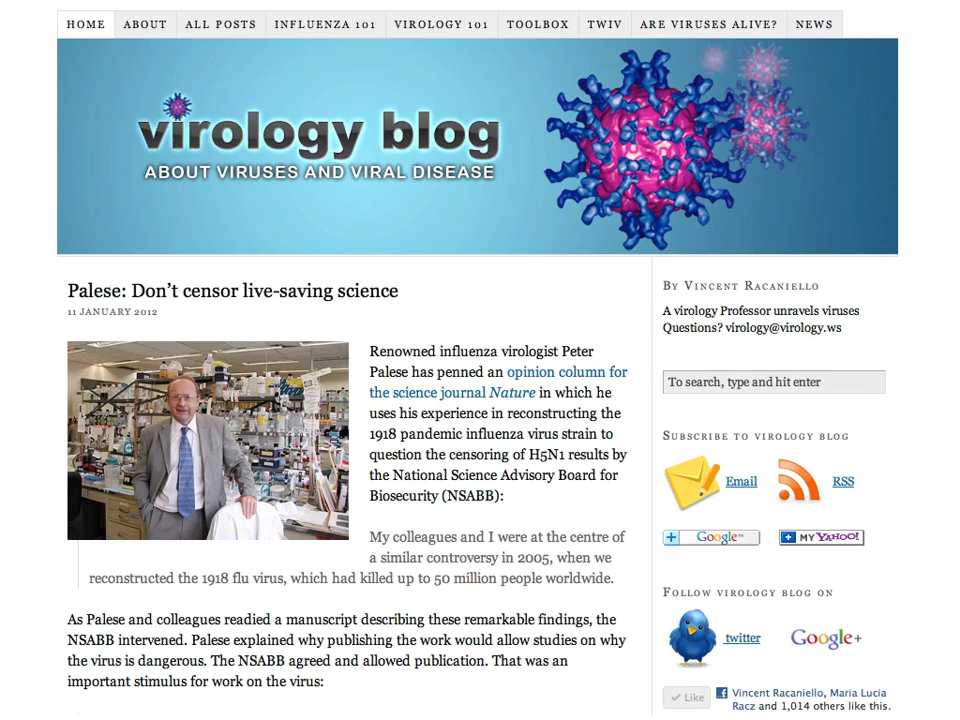 HOME ABOUT ALL POSTS INFLUENZA 101 VIROLOGY 101 TOOLBOX TWIV ARE VIRUSES ALIVE? NEWS
virology blog
ABOUT VIRUSES AND VIRAL DISEASE
Palese: Don't censor live-saving science
11 JANUARY 2012
Renowned influenza virologist Peter
Palese has penned an opinion column for
the science journal Nature in which he
uses his experience in reconstructing the
1918 pandemic influenza virus strain to
question the censoring of H5N1 results by
the National Science Advisory Board for
Biosecurity (NSABB):
My colleagues and I were at the centre of
a similar controversy in 2005, when we
reconstructed the 1918 flu virus, which had killed up to 50 million people worldwide.
As Palese and colleagues readied a manuscript describing these remarkable findings, the
NSABB intervened. Palese explained why publishing the work would allow studies on why
the virus is dangerous. The NSABB agreed and allowed publication. That was an
important stimulus for work on the virus:
By Vincent Racaniello
A virology Professor unravels viruses
Questions? virology@virology.ws
To search, type and hit enter
Subscribe to virology blog
Email RSS
Google™ MY YAHOO!
Follow virology blog on
twitter Google+
Like Vincent Racaniello, Maria Lucia
Racz and 1,014 others like this.